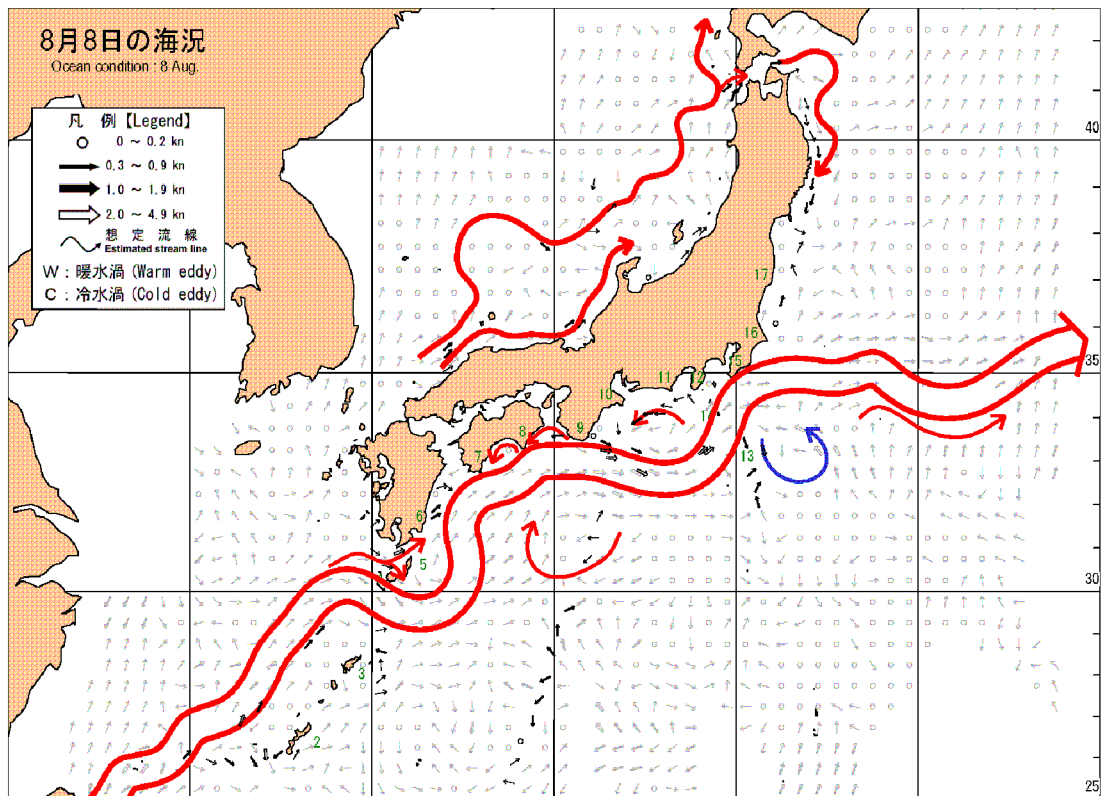 8月8日の海況
Ocean condition : 8 Aug.
凡 例【Legend】
0 ～ 0.2 kn
0.3 ～ 0.9 kn
1.0 ～ 1.9 kn
2.0 ～ 4.9 kn
想 定 流 線
Estimated stream line
W : 暖水渦 (Warm eddy)
C : 冷水渦 (Cold eddy)
40
17
16
15
35
12
11
10
9
8
7
13
6
5
30
3
2
25